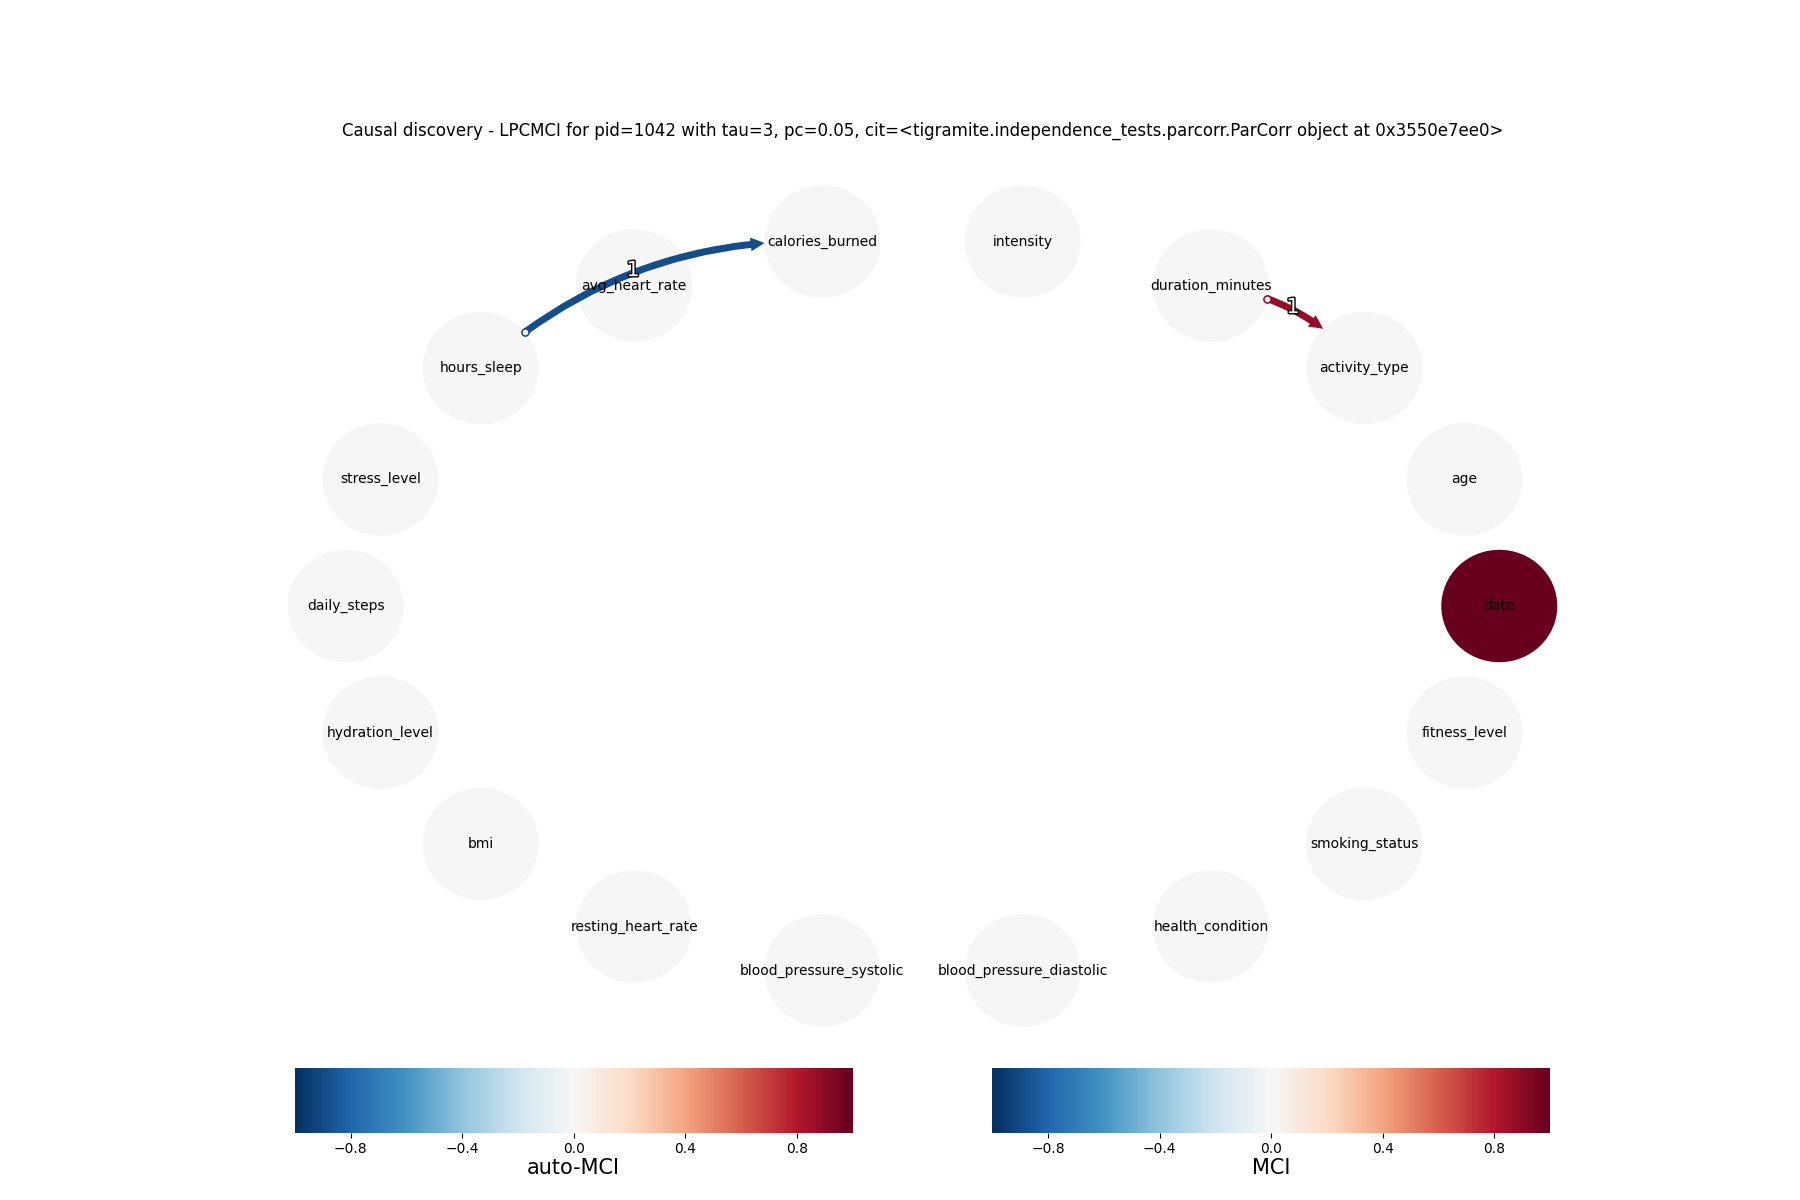 Causal discovery - LPCMCI for pid=1042 with tau=3, pc=0.05, cit=<tigramite.independence_tests.parcorr.ParCorr object at 0x3550e7ee0>
calories_burned
intensity
1
avg_heart_rate
duration_minutes
1
hours_sleep
activity_type
stress_level
age
daily_steps
date
hydration_level
fitness_level
bmi
smoking_status
resting_heart_rate
health_condition
blood_pressure_systolic
blood_pressure_diastolic
−0.8 −0.4 0.0 0.4 0.8
auto-MCI
−0.8 −0.4 0.0 0.4 0.8
MCI